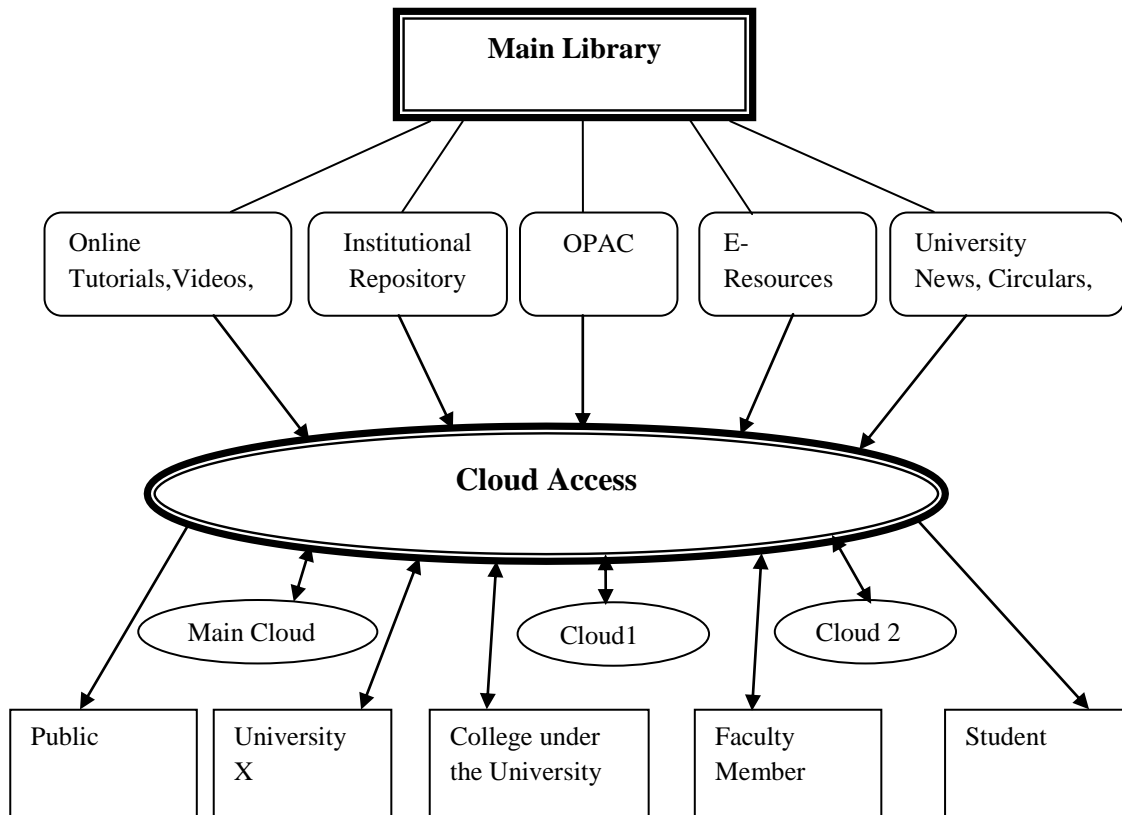 Main Library
Online
Tutorials,Videos,
Institutional
Repository
OPAC
E-
Resources
University
News, Circulars,
Cloud Access
Main Cloud
Cloud1
Cloud 2
Public
University
X
College under
the University
Faculty
Member
Student